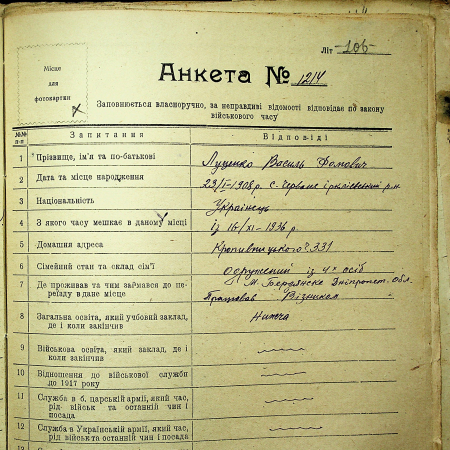 Літ -106-
Місце
для
фотокартки
Анкета № 1214
Заповнюється власноручно, за неправдиві відомості відповідає по закону
військового часу
№№ п-п Запитання Відповіді
1 Прізвище, ім'я та по-батькові Луценко Василь
2 Дата та місце народження 23/І-1908 р. с. Червоне р-н
3 Національність Українець
4 З якого часу мешкає в даному місці із 16/XI-1936 р.
5 Домашня адреса Кропивницького 331
6 Сімейний стан та склад сім'ї Одружений із 4-х осіб
7 Де проживав та чим займався до пе-
реїзду в дане місце
м. Бердянске Дніпропет. обл.
Працював Візником
8 Загальна освіта, який учбовий заклад,
де і коли закінчив
Нижча
9 Військова освіта, який заклад, де і
коли закінчив
10 Відношення до військової служби
до 1917 року
11 Служба в б. царській армії, який час,
рід військ та останній чин і
посада
12 Служба в Українській армії, який час,
рід військ та останній чин і посада